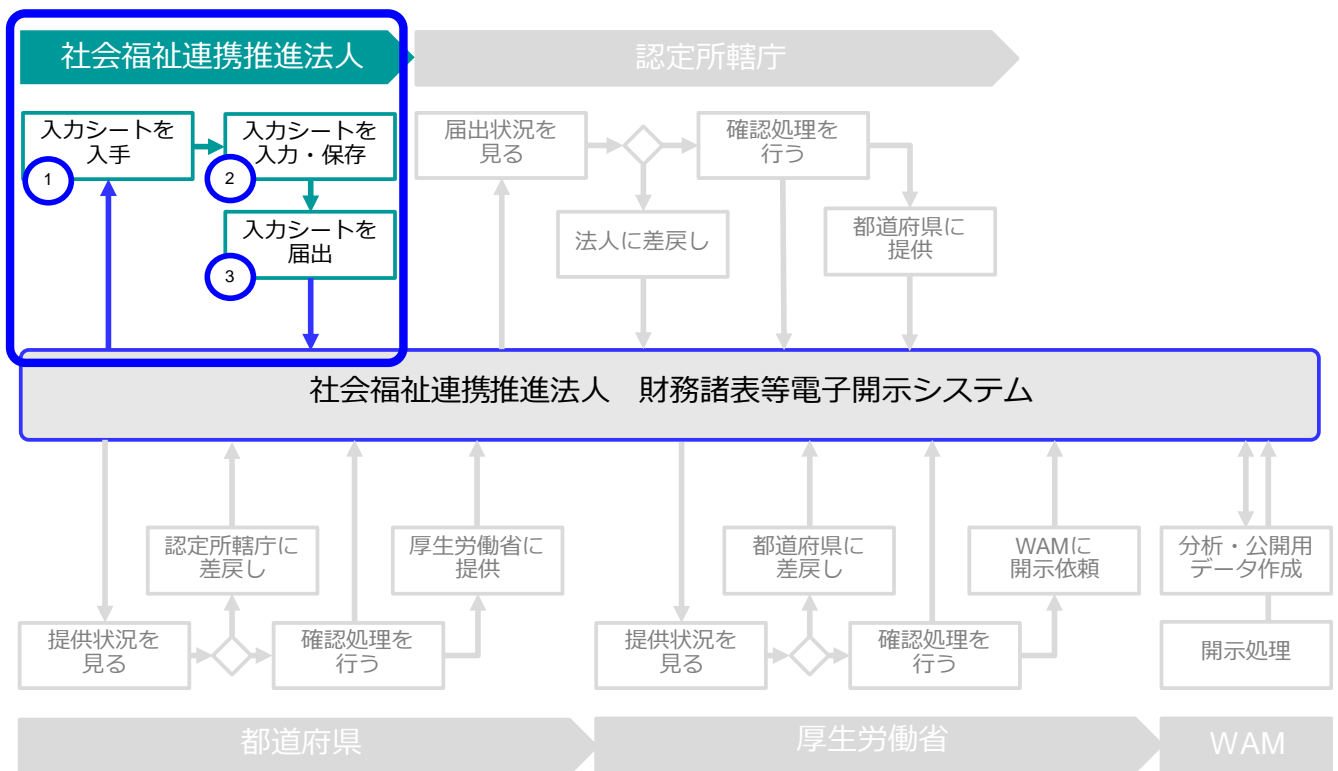 社会福祉連携推進法人
認定所轄庁
入力シートを
入手
1
入力シートを
入力・保存
2
入力シートを
届出
3
届出状況を
見る
確認処理を
行う
法人に差戻し
都道府県に
提供
社会福祉連携推進法人　財務諸表等電子開示システム
認定所轄庁に
差戻し
厚生労働省に
提供
提供状況を
見る
確認処理を
行う
都道府県に
差戻し
WAMに
開示依頼
提供状況を
見る
確認処理を
行う
分析・公開用
データ作成
開示処理
都道府県
厚生労働省
WAM